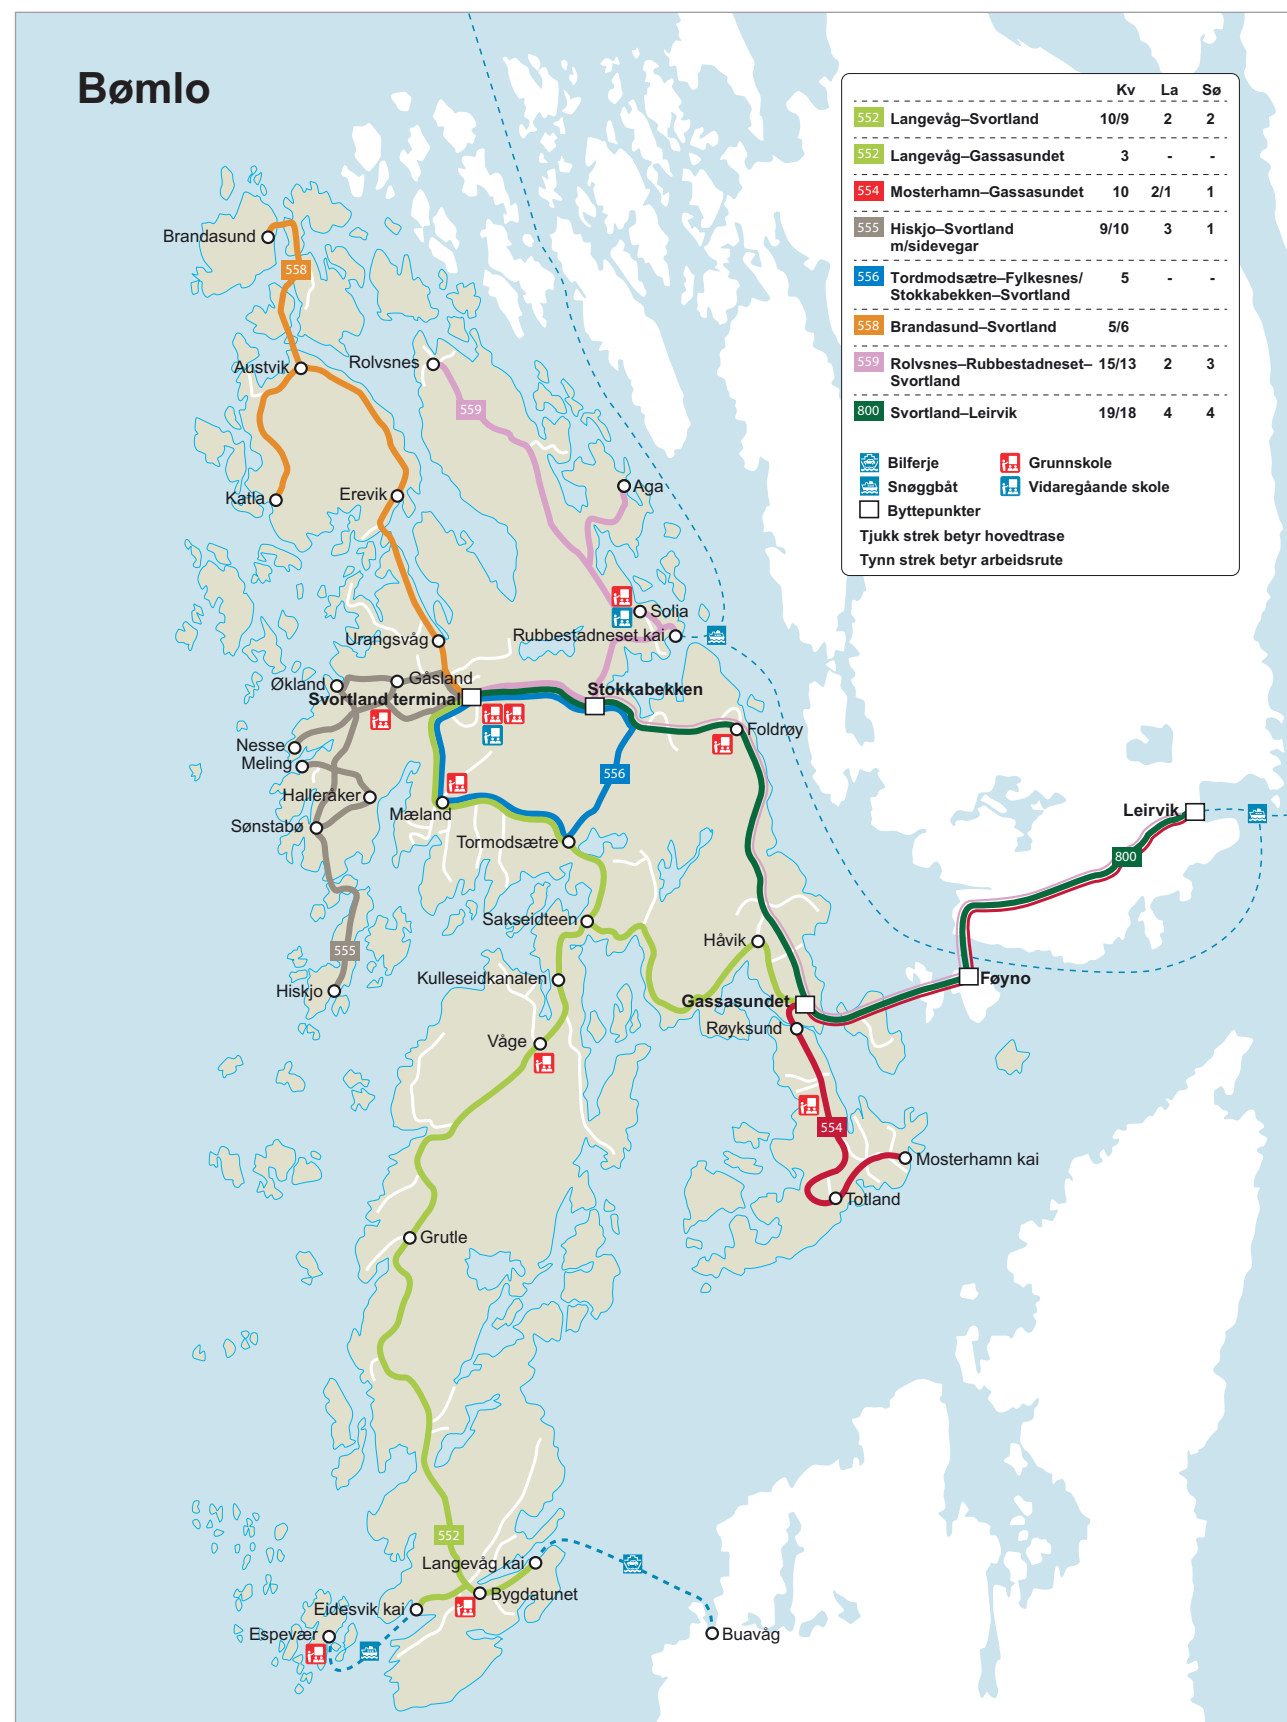 Bømlo
Kv La Sø
552 Langevåg–Svortland 10/9 2 2
552 Langevåg–Gassasundet 3 - -
554 Mosterhamn–Gassasundet 10 2/1 1
555 Hiskjo–Svortland 9/10 3 1
m/sidevegar
556 Tordmodsætre–Fylkesnes/ 5 - -
Stokkabekken–Svortland
558 Brandasund–Svortland 5/6
559 Rolvsnes–Rubbestadneset– 15/13 2 3
Svortland
800 Svortland–Leirvik 19/18 4 4
Bilferje
Grunnskole
Snøggbåt
Vidaregåande skole
Byttepunkter
Tjukk strek betyr hovedtrase
Tynn strek betyr arbeidsrute
Brandasund
558
Austvik
Rolvsnes
559
Katla
Erevik
Aga
Solia
Urangsvåg
Rubbestadneset kai
Økland
Gåsland
Svortland terminal
Stokkabekken
Foldrøy
Nesse
Meling
556
Halleråker
Mæland
Sønstabø
Tormodsætre
Leirvik
800
Sakseidteen
Håvik
555
Hiskjo
Kulleseidkanalen
Føyno
Gassasundet
Røyksund
Våge
554
Mosterhamn kai
Totland
Grutle
552
Langevåg kai
Bygdatunet
Eidesvik kai
Espevær
Buavåg